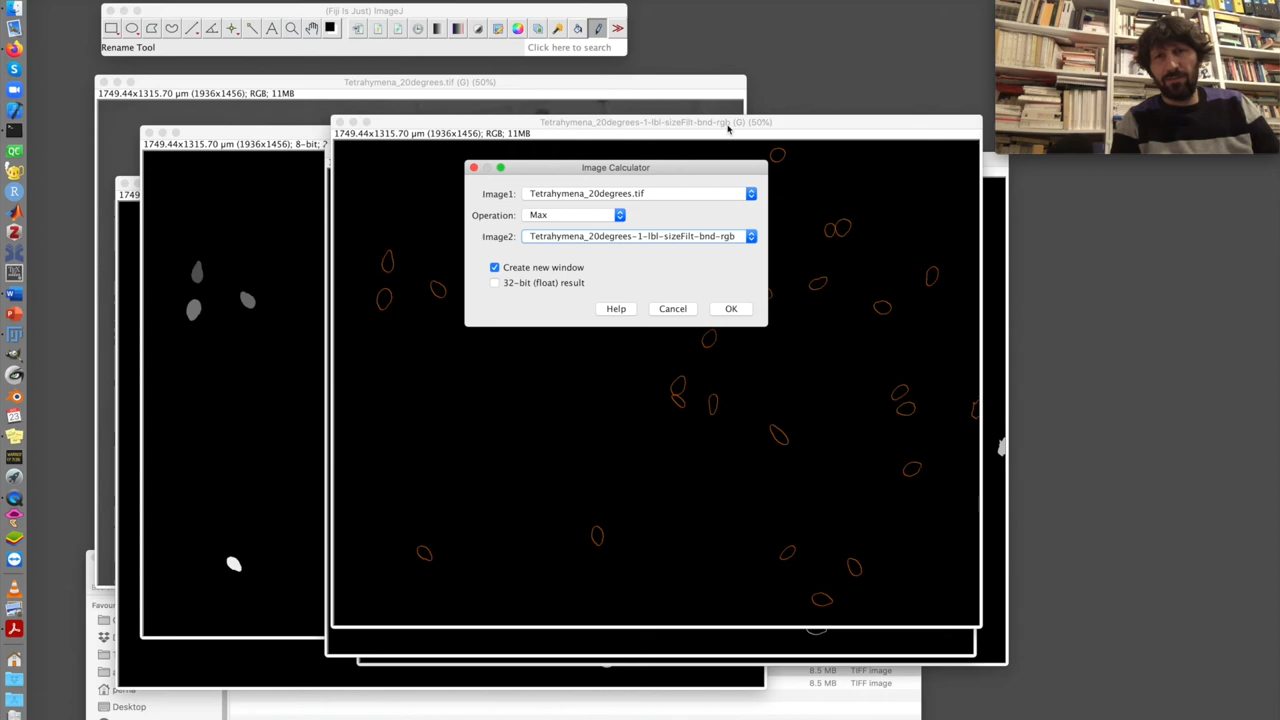 (Fiji Is Just) ImageJ
Rename Tool
Click here to search
Tetrahymena_20degrees.tif (G) (50%)
1749.44x1315.70 µm (1936x1456); RGB; 11MB
Tetrahymena_20degrees-1-lbl-sizeFilt-bnd-rgb (G) (50%)
1749.44x1315.70 µm (1936x1456); RGB; 11MB
1749.44x1315.70 µm (1936x1456); 8-bit;
1749
Image Calculator
Image1: Tetrahymena_20degrees.tif
Operation: Max
Image2: Tetrahymena_20degrees-1-lbl-sizeFilt-bnd-rgb
Create new window
32-bit (float) result
Help Cancel OK
Favou
8.5 MB TIFF image
8.5 MB TIFF image
Desktop